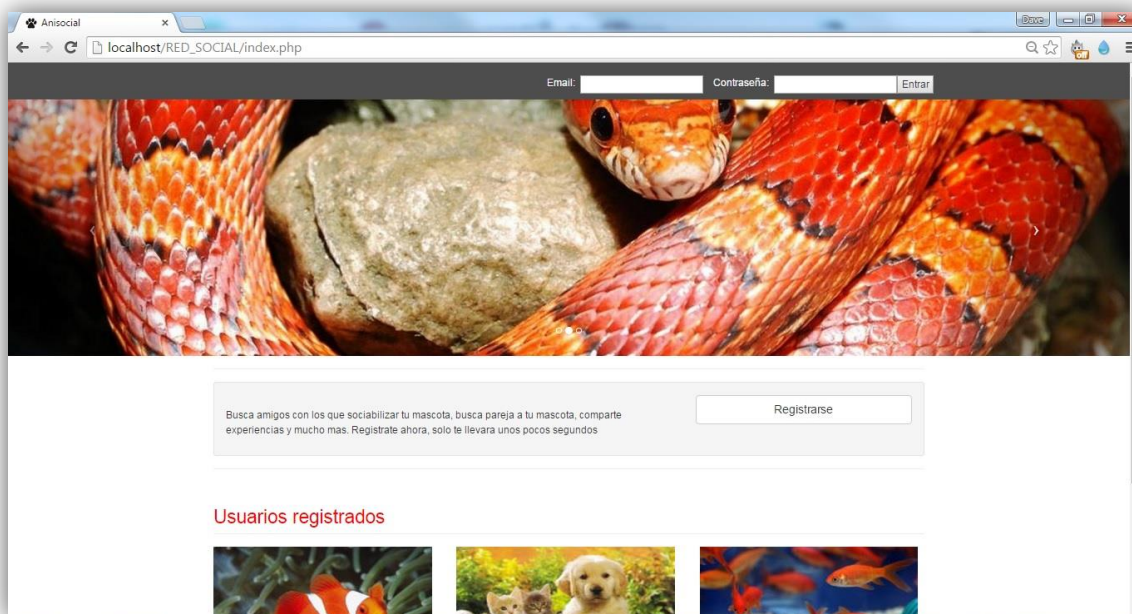 Anisocial
Dave
localhost/RED_SOCIAL/index.php
Off
Email:
Contraseña:
Entrar
Busca amigos con los que sociabilizar tu mascota, busca pareja a tu mascota, comparte
experiencias y mucho mas. Registrate ahora, solo te llevara unos pocos segundos
Registrarse
Usuarios registrados